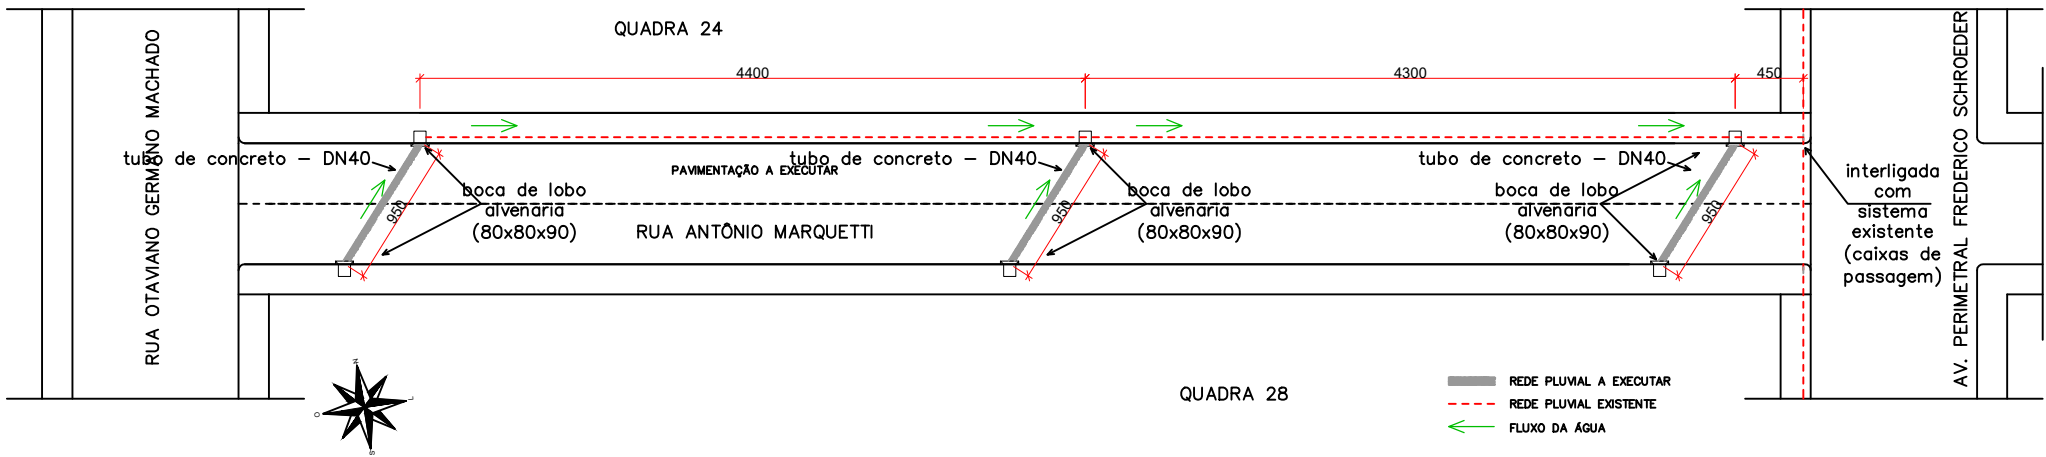 QUADRA 24
4400
4300
450
RUA OTAVIANO GERMANO MACHADO
tubo de concreto – DN40
PAVIMENTAÇÃO A EXECUTAR
tubo de concreto – DN40
tubo de concreto – DN40
boca de lobo
alvenaria
(80x80x90)
950
boca de lobo
alvenaria
(80x80x90)
950
boca de lobo
alvenaria
(80x80x90)
950
interligada
com
sistema
existente
(caixas de
passagem)
AV. PERIMETRAL FREDERICO SCHROEDER
RUA ANTÔNIO MARQUETTI
N
O
L
S
QUADRA 28
REDE PLUVIAL A EXECUTAR
REDE PLUVIAL EXISTENTE
FLUXO DA ÁGUA